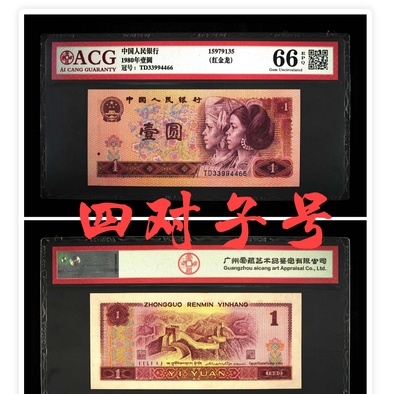 ACG
AI CANG GUARANTY
中国人民银行
1980年壹圆
冠号: TD33994466
15979135
(红金龙)
66 EPQ
Gem Uncirculated
中国人民银行
壹圆
1
1
TD33994466
四对子号
广州爱藏艺术品鉴定有限公司
Guangzhou aicang art Appraisal Co., Ltd.
ZHONGGUO RENMIN YINHANG
1
YI YUAN
1